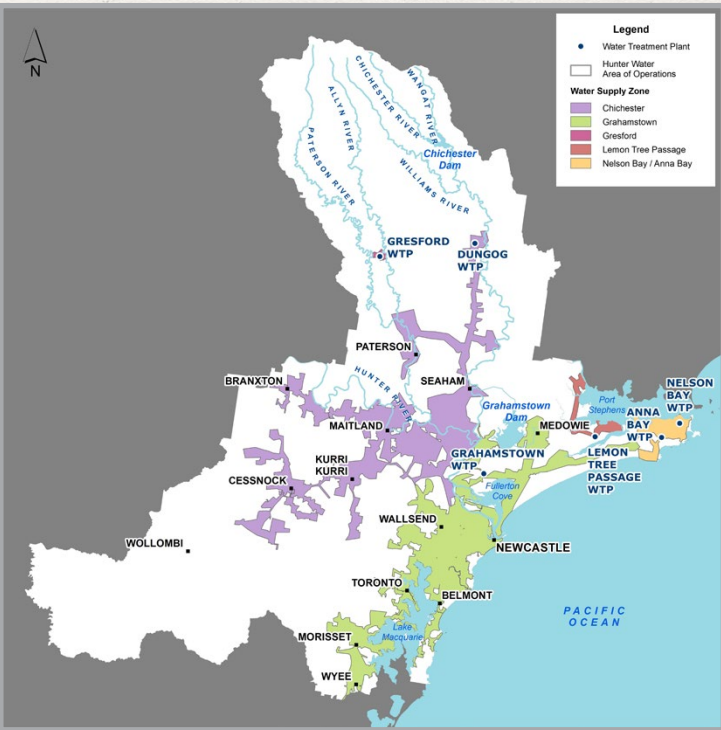 N
Legend
Water Treatment Plant
Hunter Water
Area of Operations
Water Supply Zone
Chichester
Grahamstown
Gresford
Lemon Tree Passage
Nelson Bay / Anna Bay
WANGAT RIVER
CHICHESTER RIVER
ALLYN RIVER
PATERSON RIVER
Chichester
Dam
WILLIAMS RIVER
GRESFORD
WTP
DUNGOG
WTP
PATERSON
BRANXTON
HUNTER RIVER
SEAHAM
MAITLAND
Grahamstown
Dam
MEDOWIE
Port
Stephens
NELSON
BAY
WTP
ANNA
BAY
WTP
LEMON
TREE
PASSAGE
WTP
GRAHAMSTOWN
WTP
Fullerton
Cove
KURRI
KURRI
CESSNOCK
WALLSEND
NEWCASTLE
WOLLOMBI
TORONTO
BELMONT
PACIFIC
OCEAN
MORISSET
Lake
Macquarie
WYEE